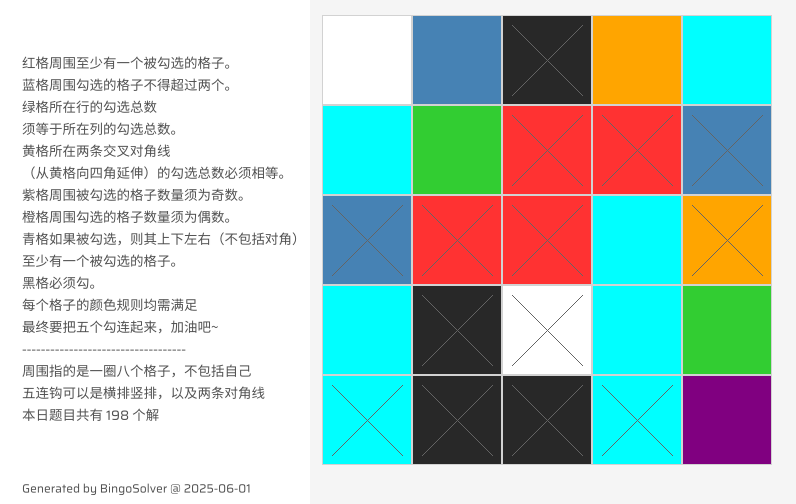 红格周围至少有一个被勾选的格子。
蓝格周围勾选的格子不得超过两个。
绿格所在行的勾选总数
须等于所在列的勾选总数。
黄格所在两条交叉对角线
（从黄格向四角延伸）的勾选总数必须相等。
紫格周围被勾选的格子数量须为奇数。
橙格周围勾选的格子数量须为偶数。
青格如果被勾选，则其上下左右（不包括对角）
至少有一个被勾选的格子。
黑格必须勾。
每个格子的颜色规则均需满足
最终要把五个勾连起来，加油吧~
-----------------------------------
周围指的是一圈八个格子，不包括自己
五连钩可以是横排竖排，以及两条对角线
本日题目共有 198 个解
Generated by BingoSolver @ 2025-06-01